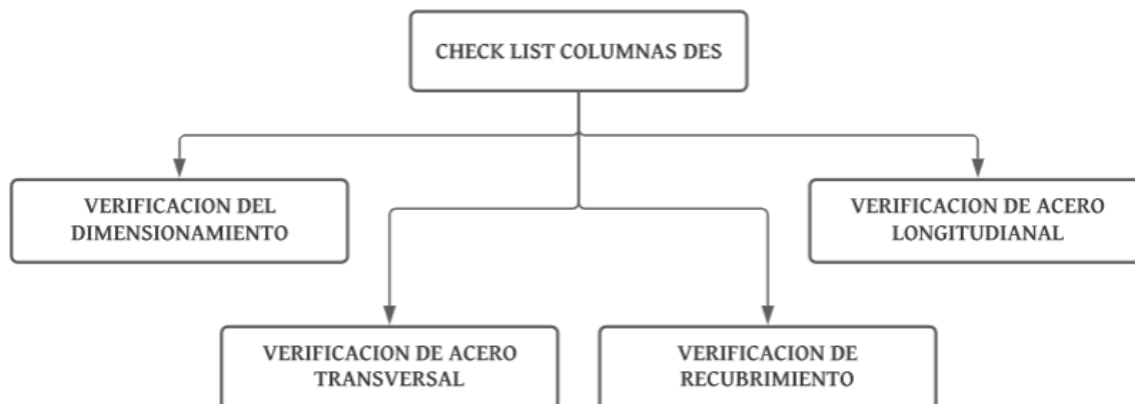 CHECK LIST COLUMNAS DES
VERIFICACION DEL
DIMENSIONAMIENTO
VERIFICACION DE ACERO
LONGITUDIANAL
VERIFICACION DE ACERO
TRANSVERSAL
VERIFICACION DE
RECUBRIMIENTO